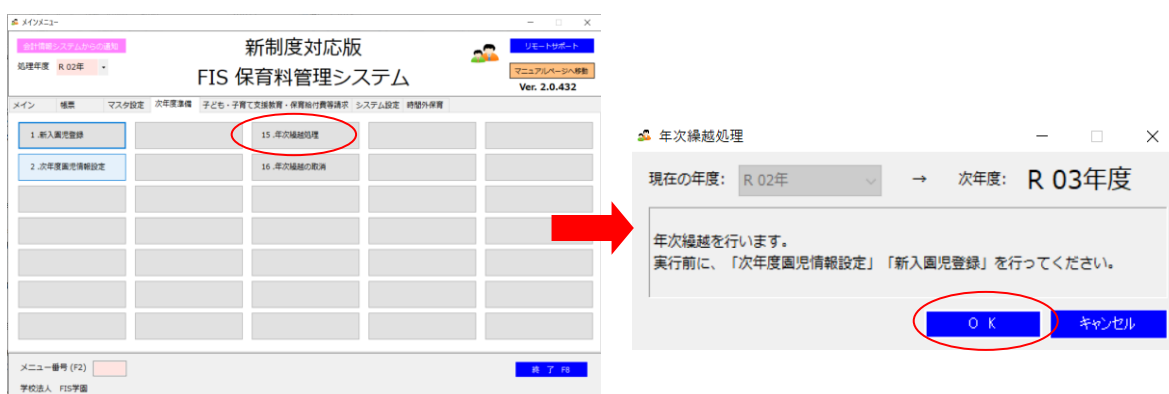 メインメニュー
会計情報システムからの通知
処理年度 R 02年
新制度対応版
FIS 保育料管理システム
リモートサポート
マニュアルページへ移動
Ver. 2.0.432
メイン 帳票 マスタ設定 次年度準備 子ども・子育て支援教育・保育給付費等請求 システム設定 時間外保育
1 .新入園児登録 15 .年次繰越処理
2 .次年度園児情報設定 16 .年次繰越の取消
メニュー番号 (F2)
終 了 F8
学校法人 FIS学園
年次繰越処理
現在の年度: R 02年 → 次年度: R 03年度
年次繰越を行います。
実行前に、「次年度園児情報設定」「新入園児登録」を行ってください。
O K キャンセル